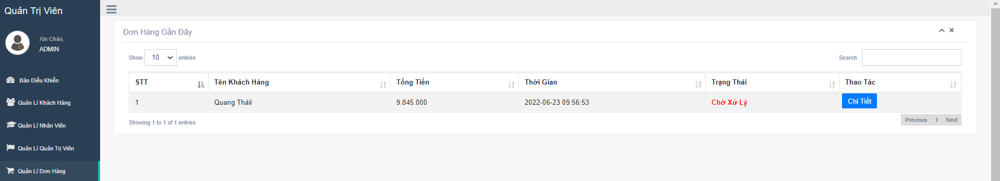 Quản Trị Viên
Xin Chào,
ADMIN
Bản Điều Khiển
Quản Lí Khách Hàng
Quản Lí Nhân Viên
Quản Lí Quản Trị Viên
Quản Lí Đơn Hàng
Đơn Hàng Gần Đây
Show 10 entries Search:
STT Tên Khách Hàng Tổng Tiền Thời Gian Trạng Thái Thao Tác
1 Quang Tháii 9.845.000 2022-06-23 09:56:53 Chờ Xử Lý Chi Tiết
Showing 1 to 1 of 1 entries Previous 1 Next